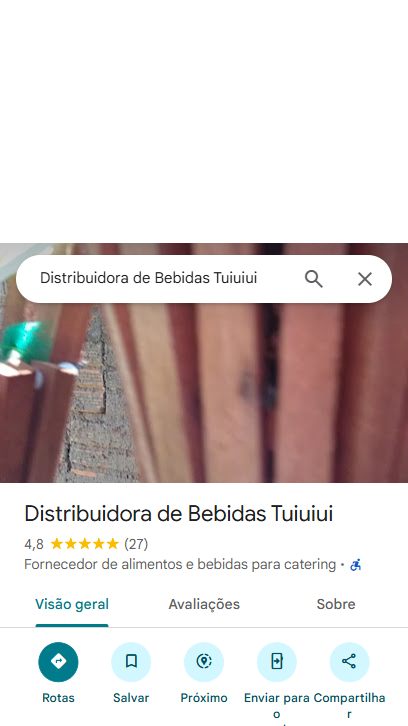 Distribuidora de Bebidas Tuiuiui
Distribuidora de Bebidas Tuiuiui
4,8 (27)
Fornecedor de alimentos e bebidas para catering ·
Visão geral Avaliações Sobre
Rotas Salvar Próximo Enviar para o Compartilhar